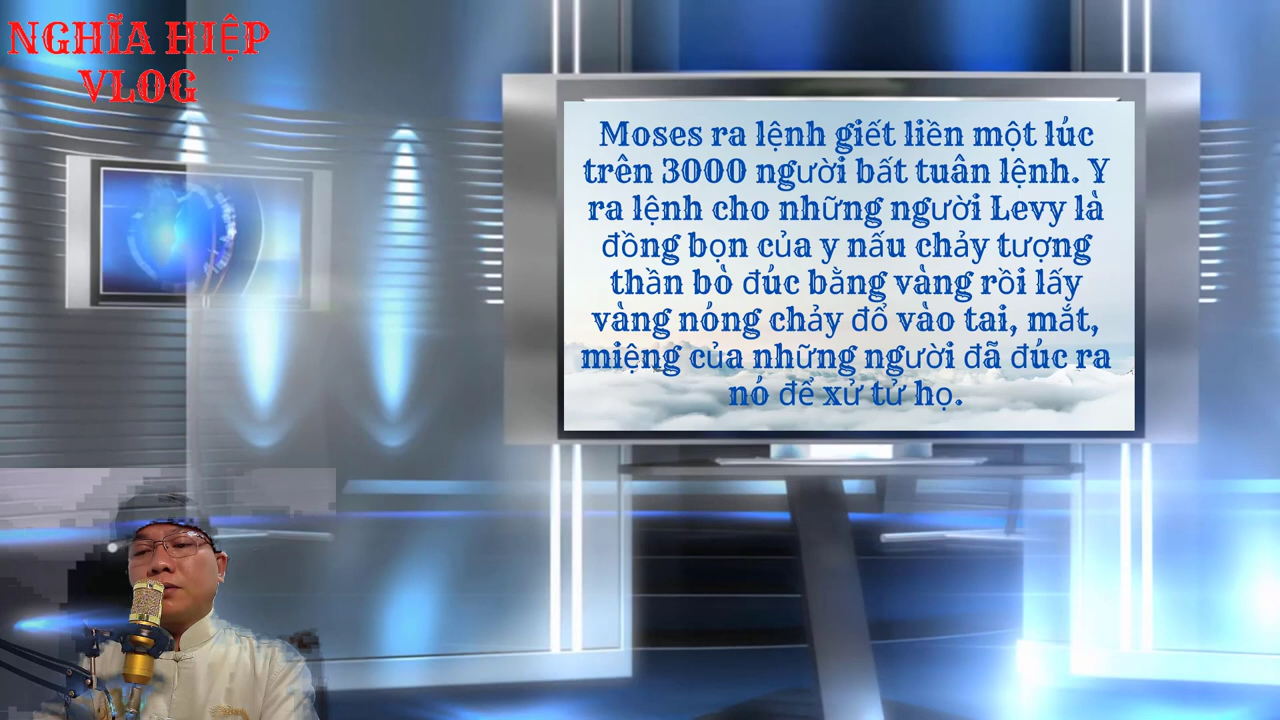 NGHĨA HIỆP
VLOG
Moses ra lệnh giết liền một lúc
trên 3000 người bất tuân lệnh. Y
ra lệnh cho những người Levy là
đồng bọn của y nấu chảy tượng
thần bò đúc bằng vàng rồi lấy
vàng nóng chảy đổ vào tai, mắt,
miệng của những người đã đúc ra
nó để xử tử họ.